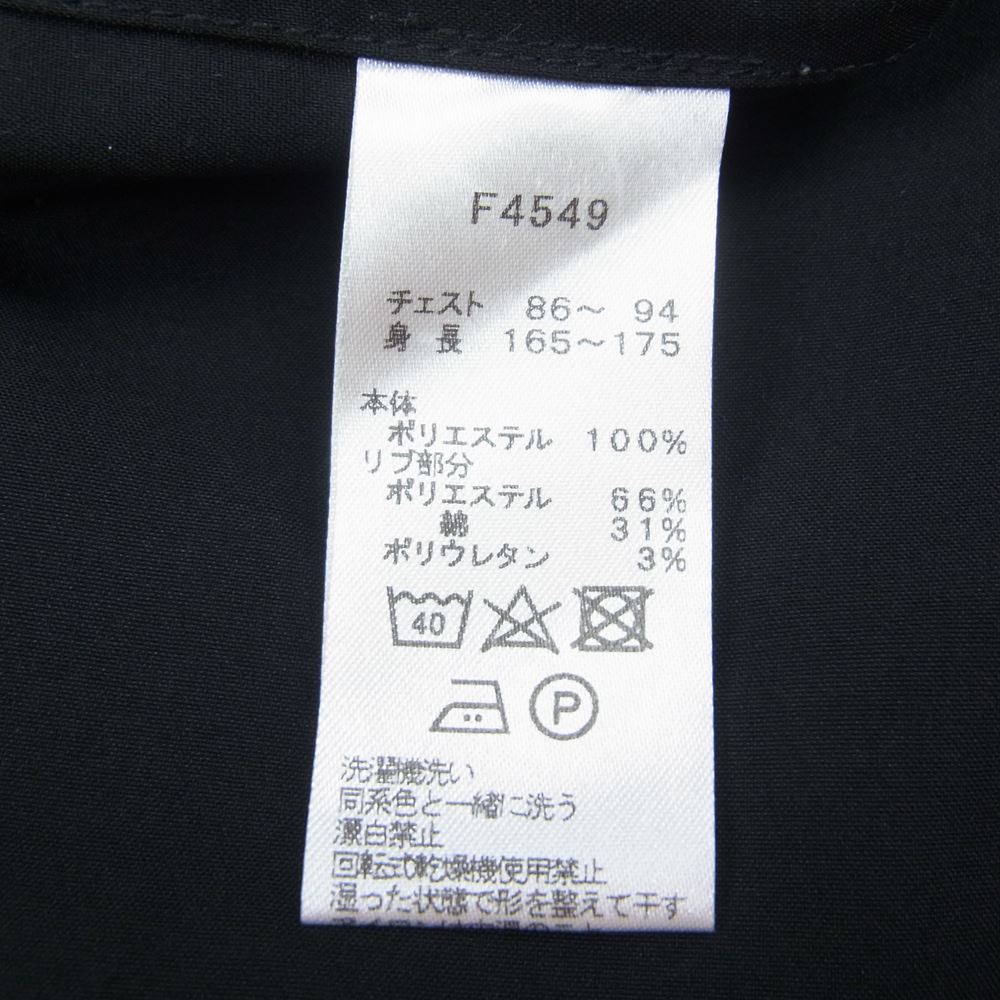 F4549
チェスト 86～ 94
身 長 165～175
本体
ポリエステル 100%
リブ部分
ポリエステル 66%
綿 31%
ポリウレタン 3%
40
P
洗濯機洗い
同系色と一緒に洗う
漂白禁止
回転式乾燥機使用禁止
湿った状態で形を整えて干す